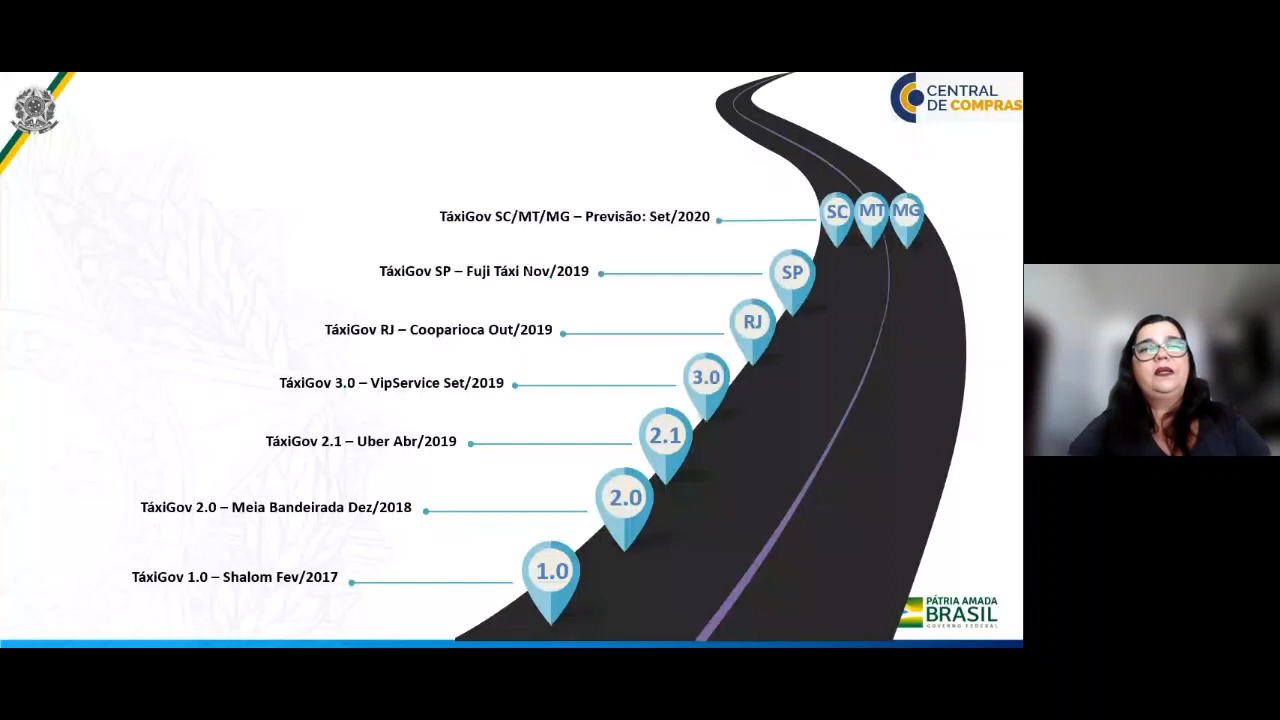 CENTRAL
DE COMPRAS
TáxiGov SC/MT/MG – Previsão: Set/2020
SC
MT
MG
TáxiGov SP – Fuji Táxi Nov/2019
SP
TáxiGov RJ – Cooparioca Out/2019
RJ
TáxiGov 3.0 – VipService Set/2019
3.0
TáxiGov 2.1 – Uber Abr/2019
2.1
TáxiGov 2.0 – Meia Bandeirada Dez/2018
2.0
TáxiGov 1.0 – Shalom Fev/2017
1.0
PÁTRIA AMADA
BRASIL
GOVERNO FEDERAL